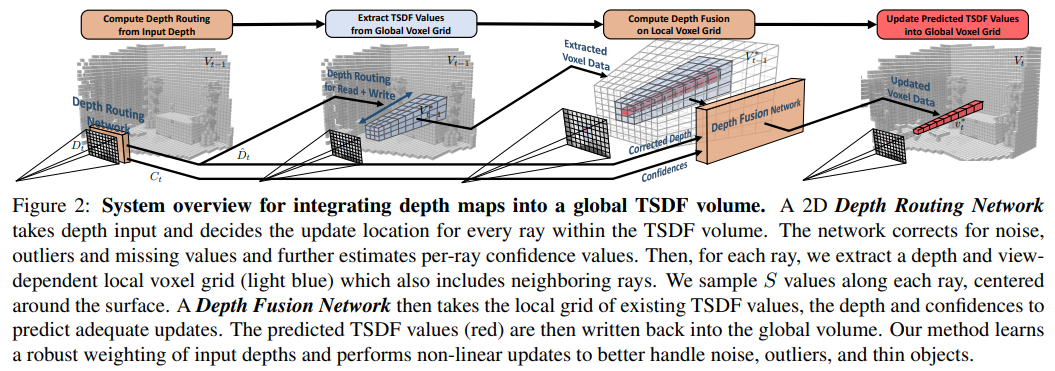 Compute Depth Routing
from Input Depth
Extract TSDF Values
from Global Voxel Grid
Compute Depth Fusion
on Local Voxel Grid
Update Predicted TSDF Values
into Global Voxel Grid
V_{t-1}
Depth Routing
Network
D_t
C_t
V_{t-1}
Depth Routing
for Read + Write
V^*_{t-1}
D̂_t
Extracted
Voxel Data
V^*_{t-1}
Depth Fusion Network
Corrected Depth
Confidences
V_t
Updated
Voxel Data
v^*_t
Figure 2: System overview for integrating depth maps into a global TSDF volume. A 2D Depth Routing Network
takes depth input and decides the update location for every ray within the TSDF volume. The network corrects for noise,
outliers and missing values and further estimates per-ray confidence values. Then, for each ray, we extract a depth and view-
dependent local voxel grid (light blue) which also includes neighboring rays. We sample S values along each ray, centered
around the surface. A Depth Fusion Network then takes the local grid of existing TSDF values, the depth and confidences to
predict adequate updates. The predicted TSDF values (red) are then written back into the global volume. Our method learns
a robust weighting of input depths and performs non-linear updates to better handle noise, outliers, and thin objects.